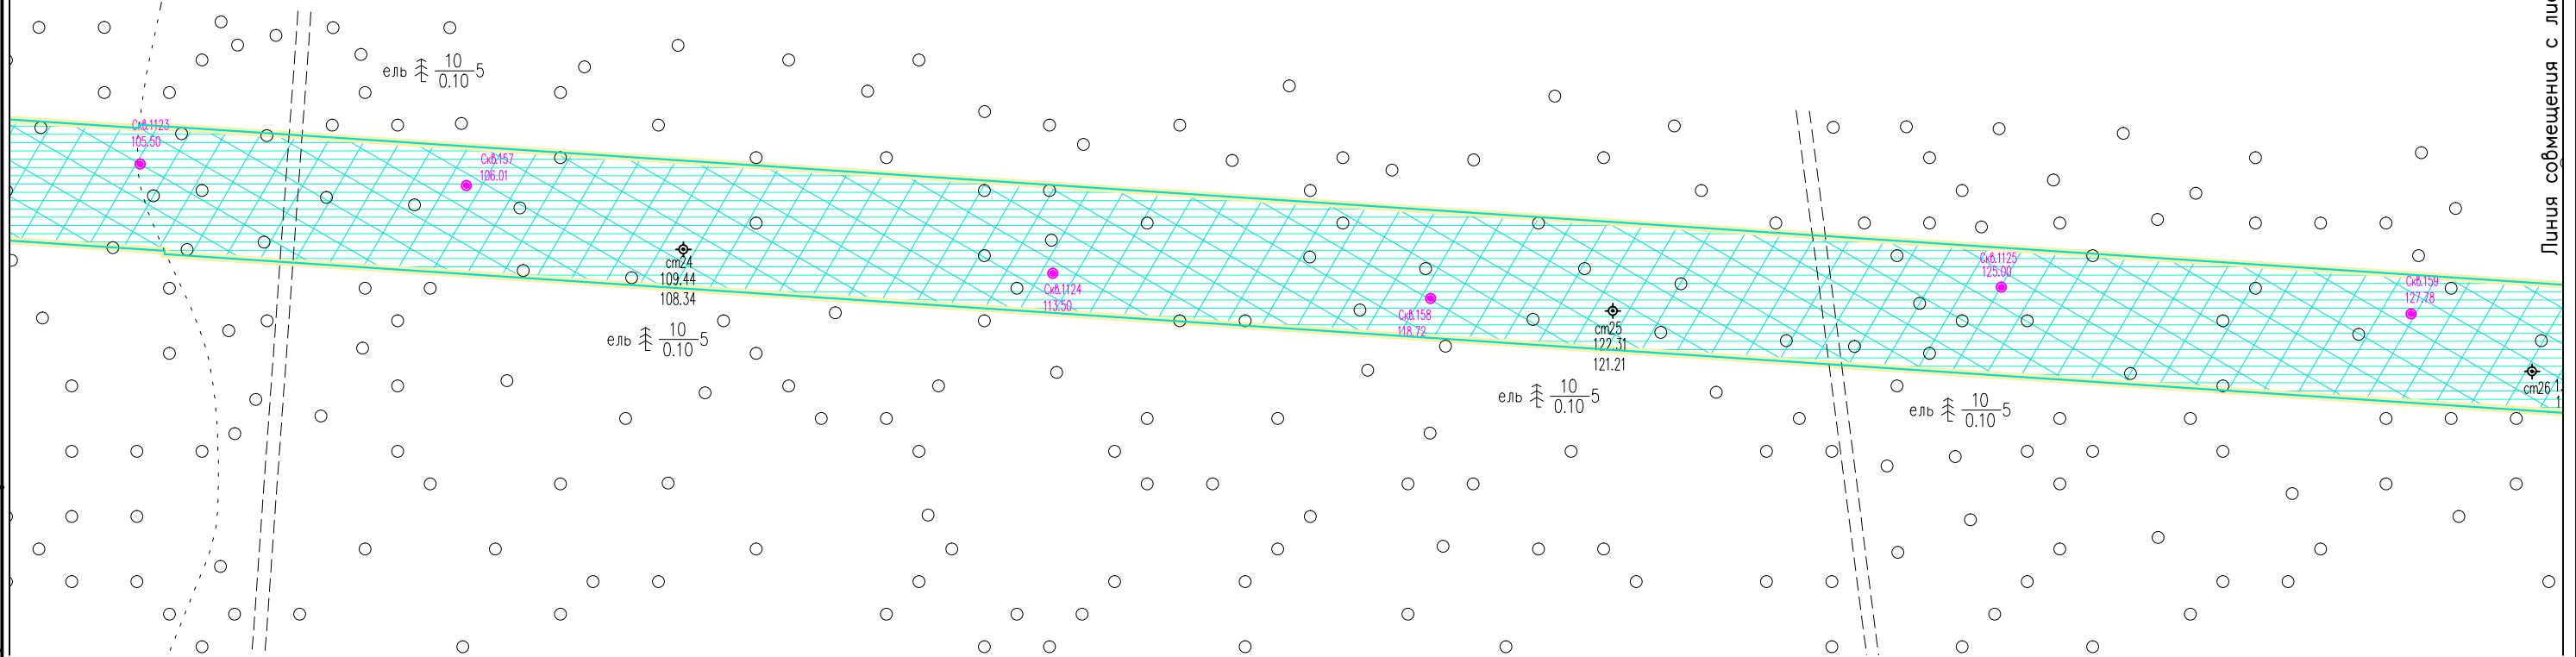 ель 10
0.10 5
Скв.1123
105.50
Скв.157
106.01
ст24
109.44
108.34
ель 10
0.10 5
Скв.1124
113.50
Скв.158
118.72
ст25
122.31
121.21
ель 10
0.10 5
Скв.1125
125.00
ель 10
0.10 5
Скв.159
127.78
ст26
Линия совмещения с